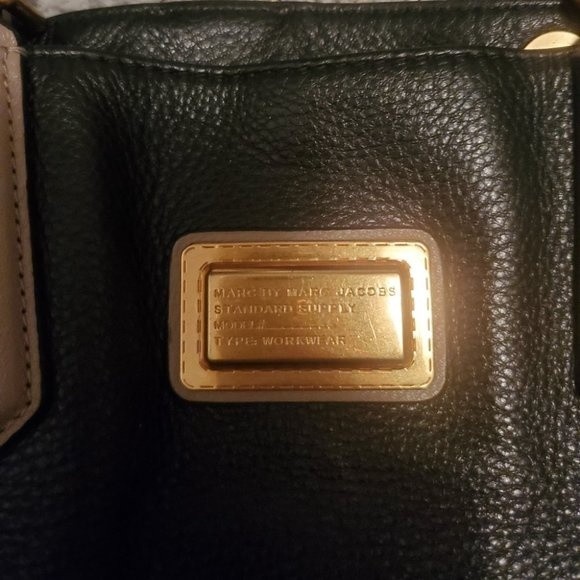 MARC BY MARC JACOBS
STANDARD SUPPLY
MODEL#
TYPE: WORKWEAR